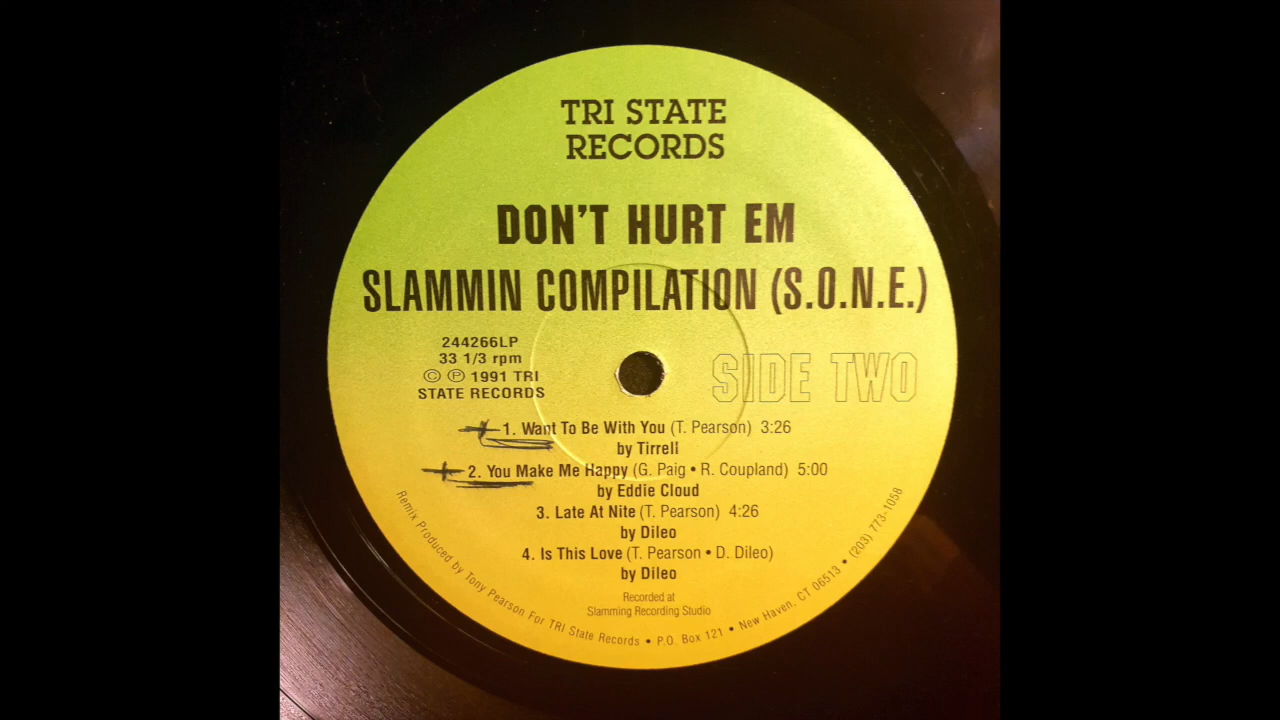 TRI STATE
RECORDS
DON'T HURT EM
SLAMMIN COMPILATION (S.O.N.E.)
244266LP
33 1/3 rpm
© ℗ 1991 TRI
STATE RECORDS
SIDE TWO
1. Want To Be With You (T. Pearson) 3:26
by Tirrell
2. You Make Me Happy (G. Paig • R. Coupland) 5:00
by Eddie Cloud
3. Late At Nite (T. Pearson) 4:26
by Dileo
4. Is This Love (T. Pearson • D. Dileo)
by Dileo
Recorded at
Slamming Recording Studio
Remix Produced by Tony Pearson For TRI State Records • P.O. Box 121 • New Haven, CT 06513 • (203) 773-1058